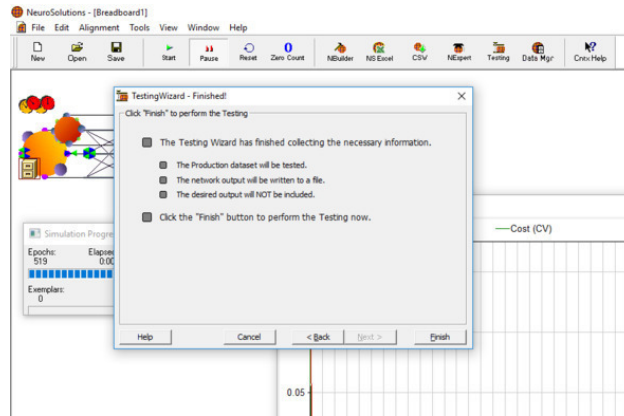 NeuroSolutions - [Breadboard1]
File Edit Alignment Tools View Window Help
New Open Save Start Pause Reset Zero Count NBuilder NS Excel CSV NExpert Testing Data Mgr Cntx Help
TestingWizard - Finished!
Click "Finish" to perform the Testing
The Testing Wizard has finished collecting the necessary information.
The Production dataset will be tested.
The network output will be written to a file.
The desired output will NOT be included.
Click the "Finish" button to perform the Testing now.
Help Cancel < Back Next > Finish
Simulation Progre
Epochs: Elapse
519 0:00
Exemplars:
0
Cost (CV)
0.05